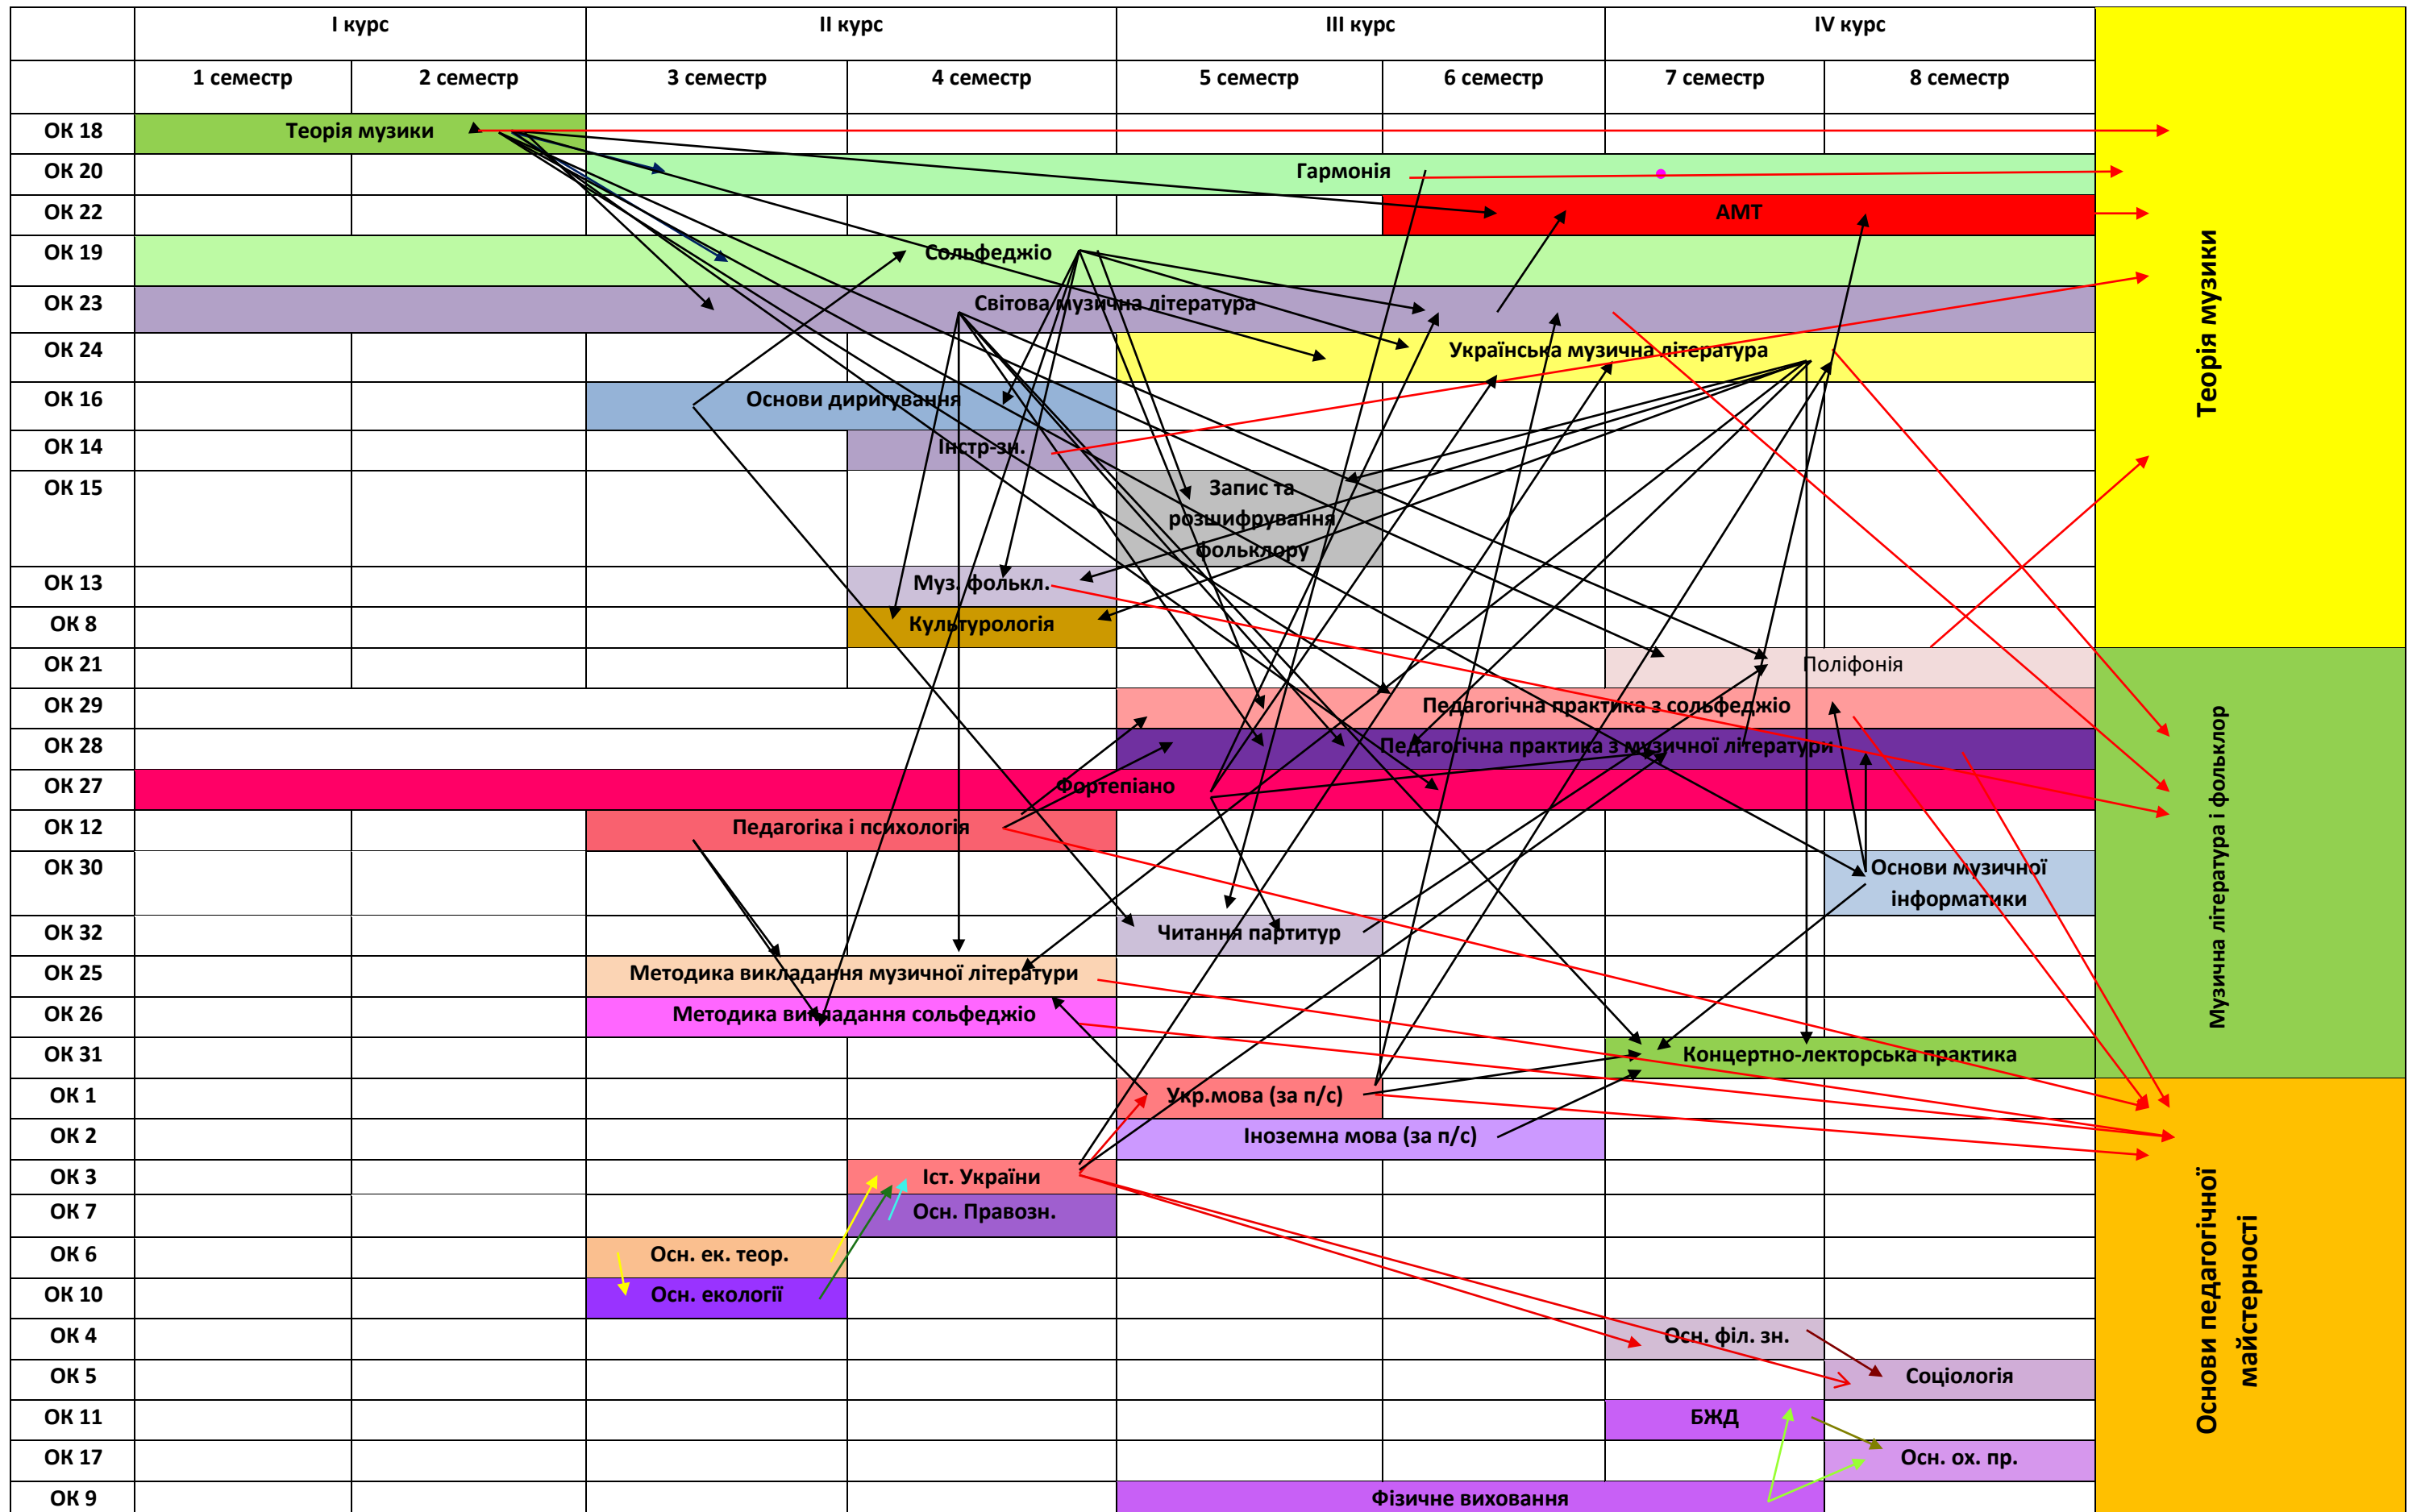 І курс
ІІ курс
ІІІ курс
ІV курс
1 семестр
2 семестр
3 семестр
4 семестр
5 семестр
6 семестр
7 семестр
8 семестр
ОК 18
Теорія музики
ОК 20
Гармонія
ОК 22
АМТ
ОК 19
Сольфеджіо
ОК 23
Світова музична література
ОК 24
Українська музична література
ОК 16
Основи диригування
ОК 14
Інстр-зн.
ОК 15
Запис та
розшифрування
фольклору
ОК 13
Муз. фолькл.
ОК 8
Культурологія
ОК 21
Поліфонія
ОК 29
Педагогічна практика з сольфеджіо
ОК 28
Педагогічна практика з музичної літератури
ОК 27
Фортепіано
ОК 12
Педагогіка і психологія
ОК 30
Основи музичної
інформатики
ОК 32
Читання партитур
ОК 25
Методика викладання музичної літератури
ОК 26
Методика викладання сольфеджіо
ОК 31
Концертно-лекторська практика
ОК 1
Укр.мова (за п/с)
ОК 2
Іноземна мова (за п/с)
ОК 3
Іст. України
ОК 7
Осн. Правозн.
ОК 6
Осн. ек. теор.
ОК 10
Осн. екології
ОК 4
Осн. філ. зн.
ОК 5
Соціологія
ОК 11
БЖД
ОК 17
Осн. ох. пр.
ОК 9
Фізичне виховання
Теорія музики
Музична література і фольклор
Основи педагогічної
майстерності